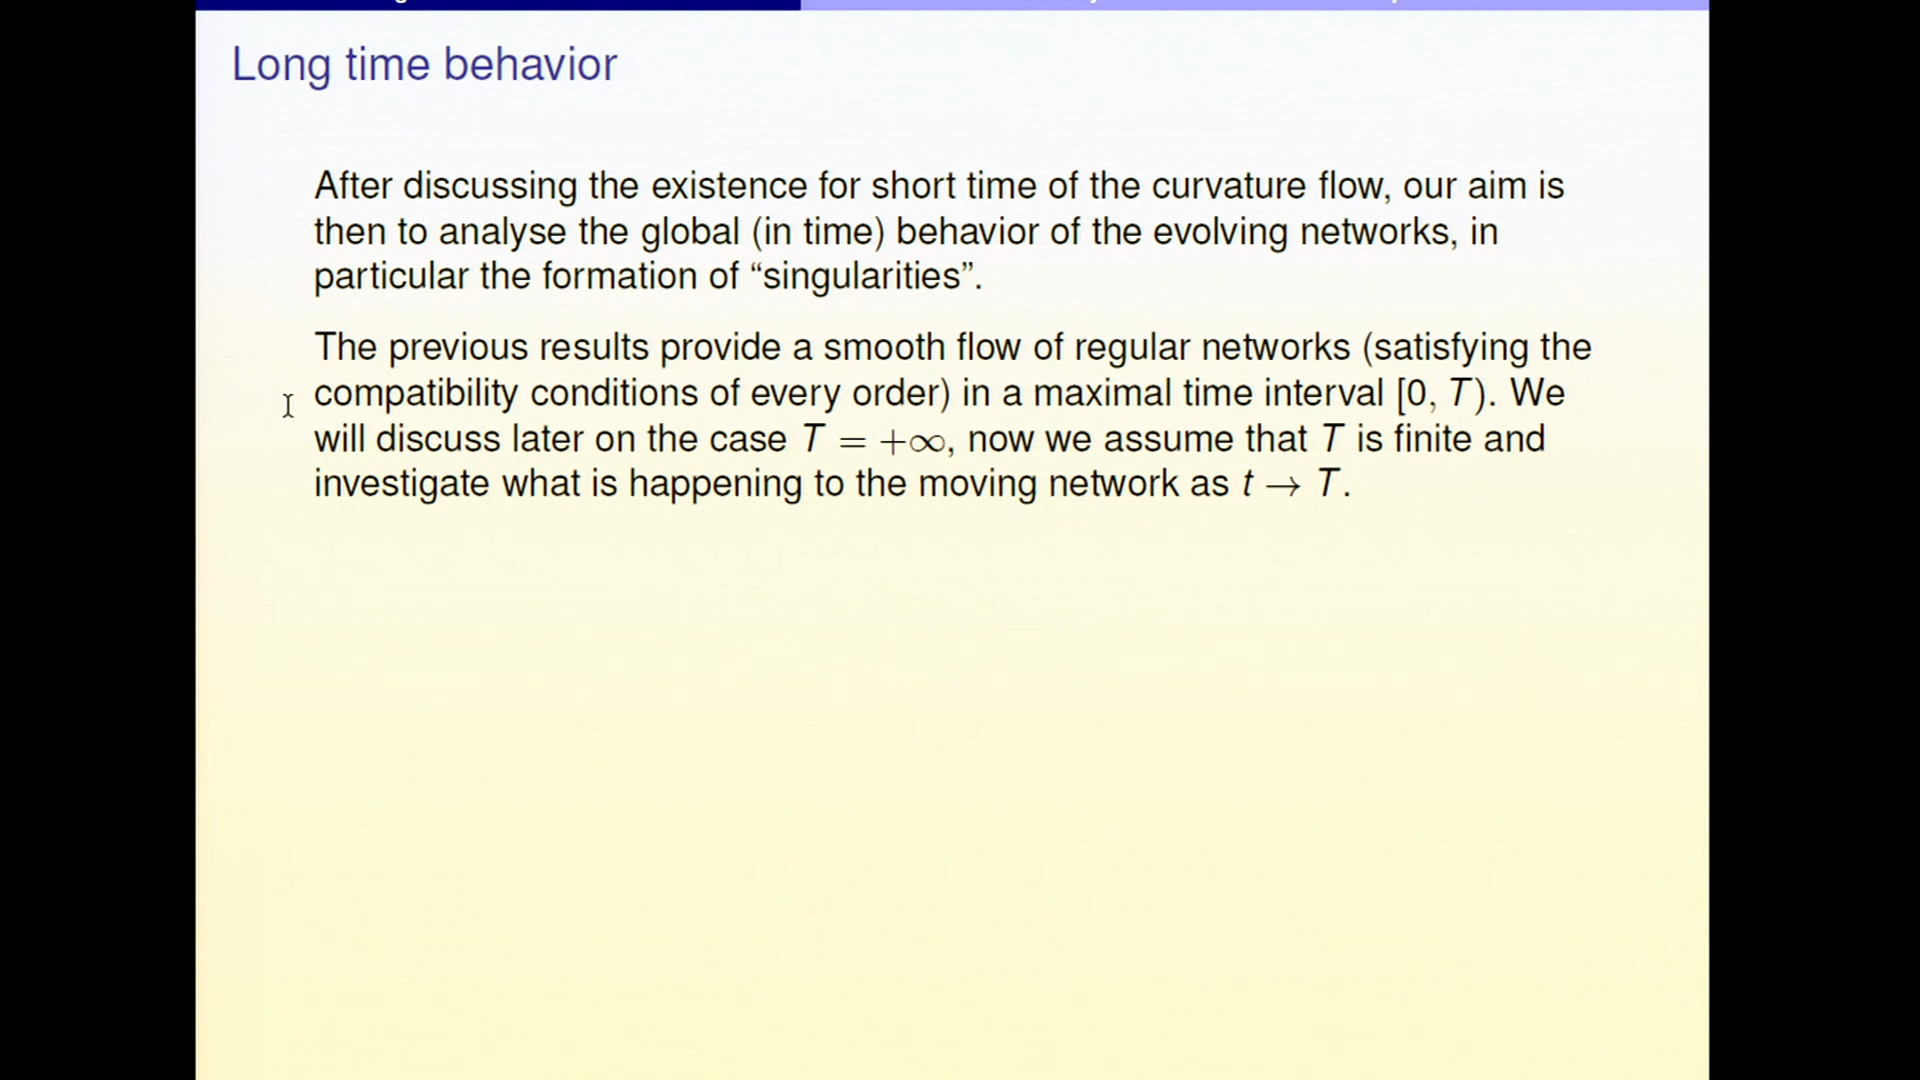 Long time behavior
After discussing the existence for short time of the curvature flow, our aim is
then to analyse the global (in time) behavior of the evolving networks, in
particular the formation of “singularities”.
The previous results provide a smooth flow of regular networks (satisfying the
compatibility conditions of every order) in a maximal time interval [0, T). We
will discuss later on the case T = +∞, now we assume that T is finite and
investigate what is happening to the moving network as t → T.